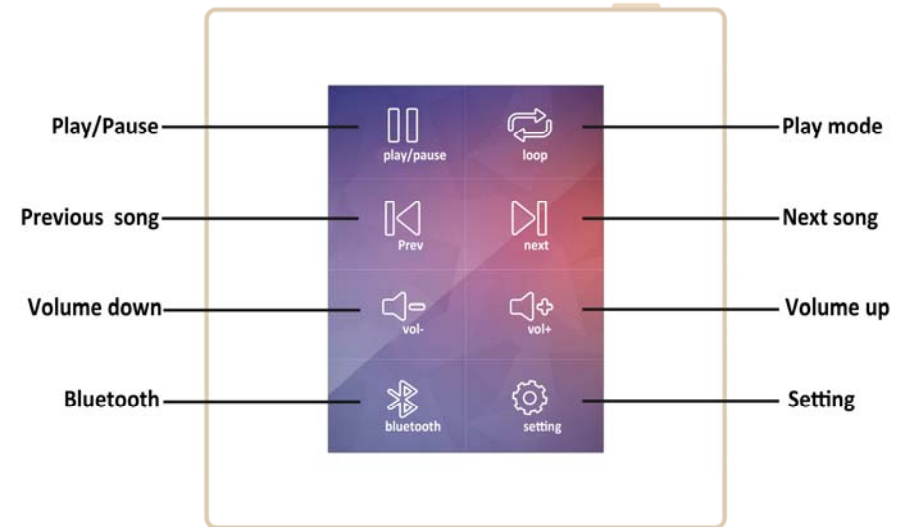 Play/Pause
play/pause
loop
Play mode
Previous song
Prev
next
Next song
Volume down
vol-
vol+
Volume up
Bluetooth
bluetooth
setting
Setting